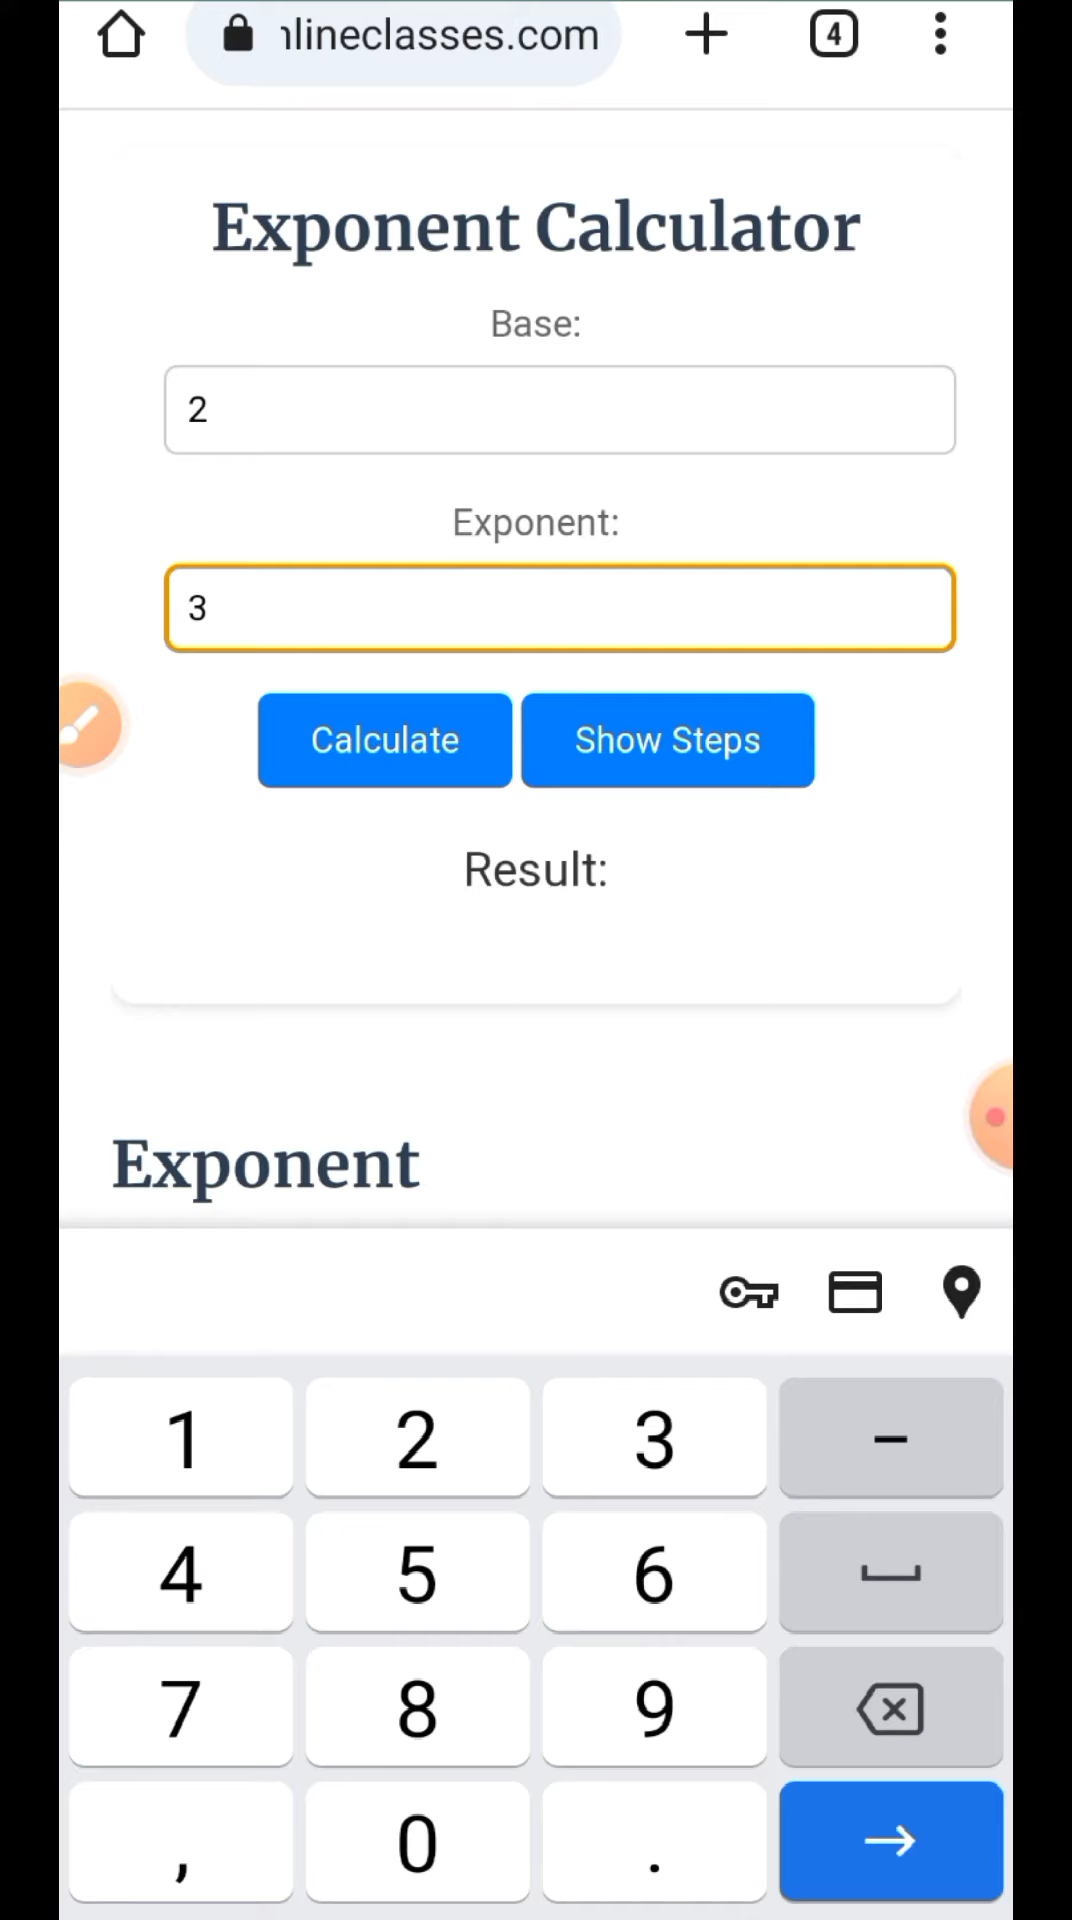 nlineclasses.com
4
Exponent Calculator
Base:
2
Exponent:
3
Calculate Show Steps
Result:
Exponent
1 2 3 –
4 5 6
7 8 9
, 0 .